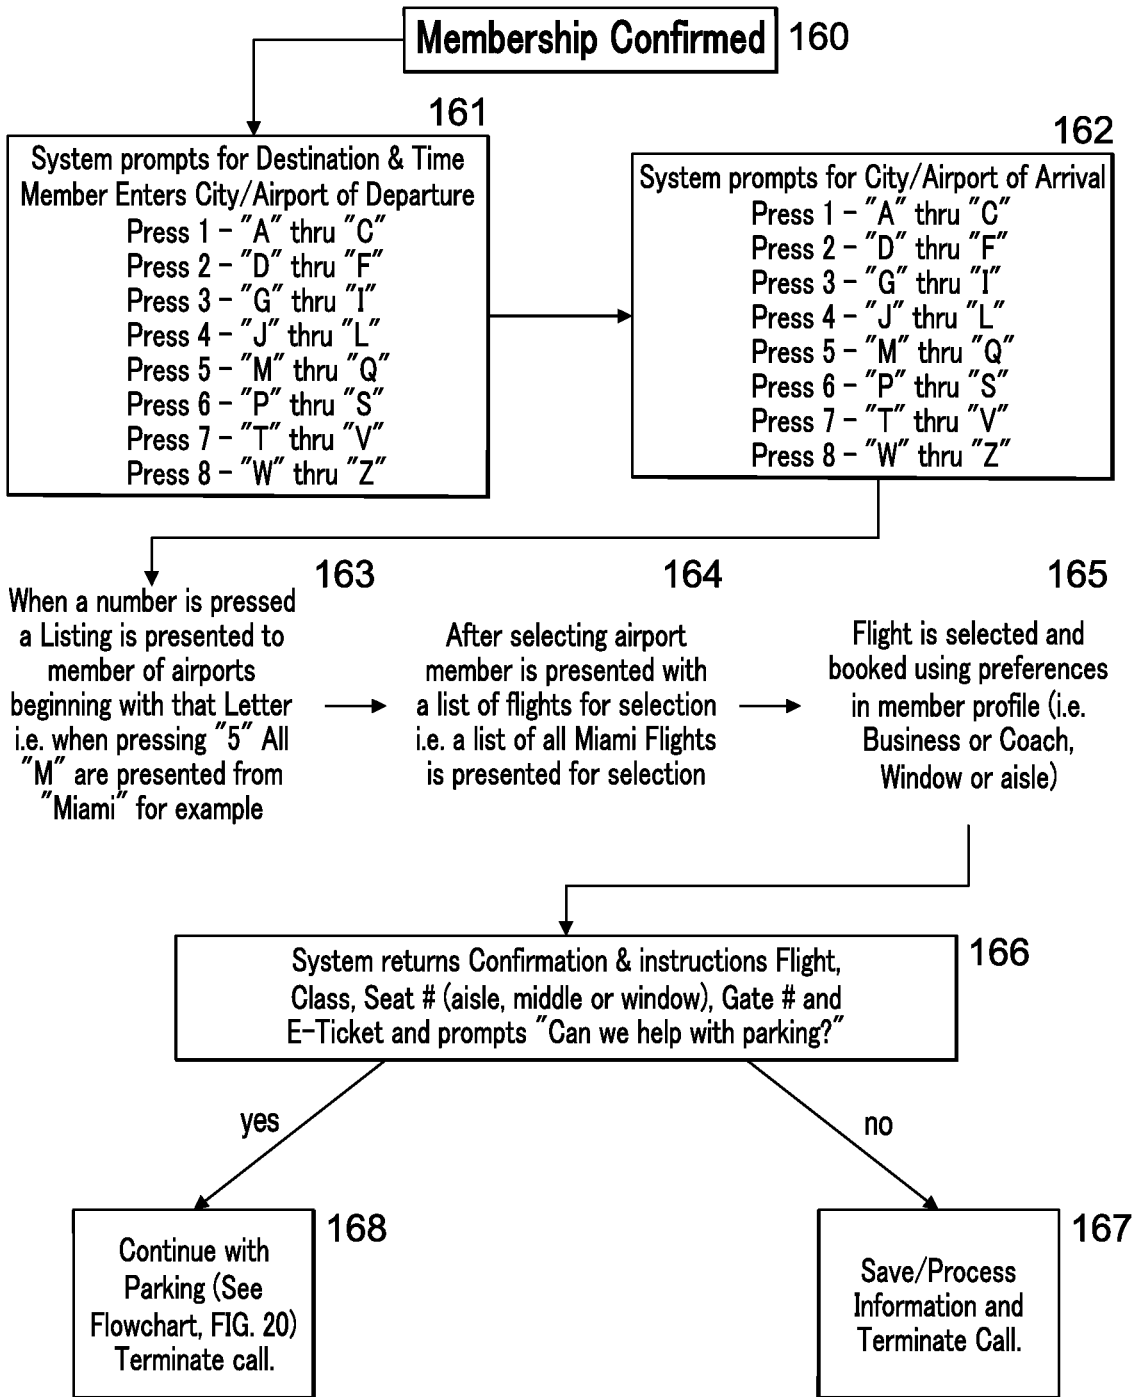 Membership Confirmed 160
161
System prompts for Destination & Time
Member Enters City/Airport of Departure
Press 1 - "A" thru "C"
Press 2 - "D" thru "F"
Press 3 - "G" thru "I"
Press 4 - "J" thru "L"
Press 5 - "M" thru "Q"
Press 6 - "P" thru "S"
Press 7 - "T" thru "V"
Press 8 - "W" thru "Z"
162
System prompts for City/Airport of Arrival
Press 1 - "A" thru "C"
Press 2 - "D" thru "F"
Press 3 - "G" thru "I"
Press 4 - "J" thru "L"
Press 5 - "M" thru "Q"
Press 6 - "P" thru "S"
Press 7 - "T" thru "V"
Press 8 - "W" thru "Z"
163
When a number is pressed
a Listing is presented to
member of airports
beginning with that Letter
i.e. when pressing "5" All
"M" are presented from
"Miami" for example
164
After selecting airport
member is presented with
a list of flights for selection
i.e. a list of all Miami Flights
is presented for selection
165
Flight is selected and
booked using preferences
in member profile (i.e.
Business or Coach,
Window or aisle)
166
System returns Confirmation & instructions Flight,
Class, Seat # (aisle, middle or window), Gate # and
E-Ticket and prompts "Can we help with parking?"
yes
no
168
Continue with
Parking (See
Flowchart, FIG. 20)
Terminate call.
167
Save/Process
Information and
Terminate Call.